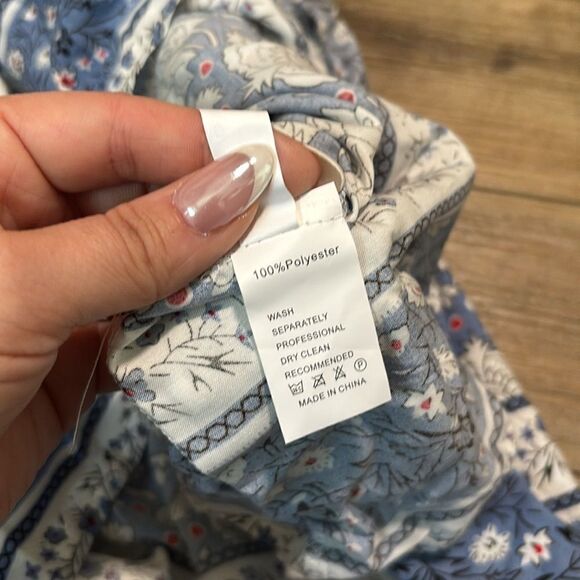 100%Polyester
WASH
SEPARATELY
PROFESSIONAL
DRY CLEAN
RECOMMENDED
MADE IN CHINA